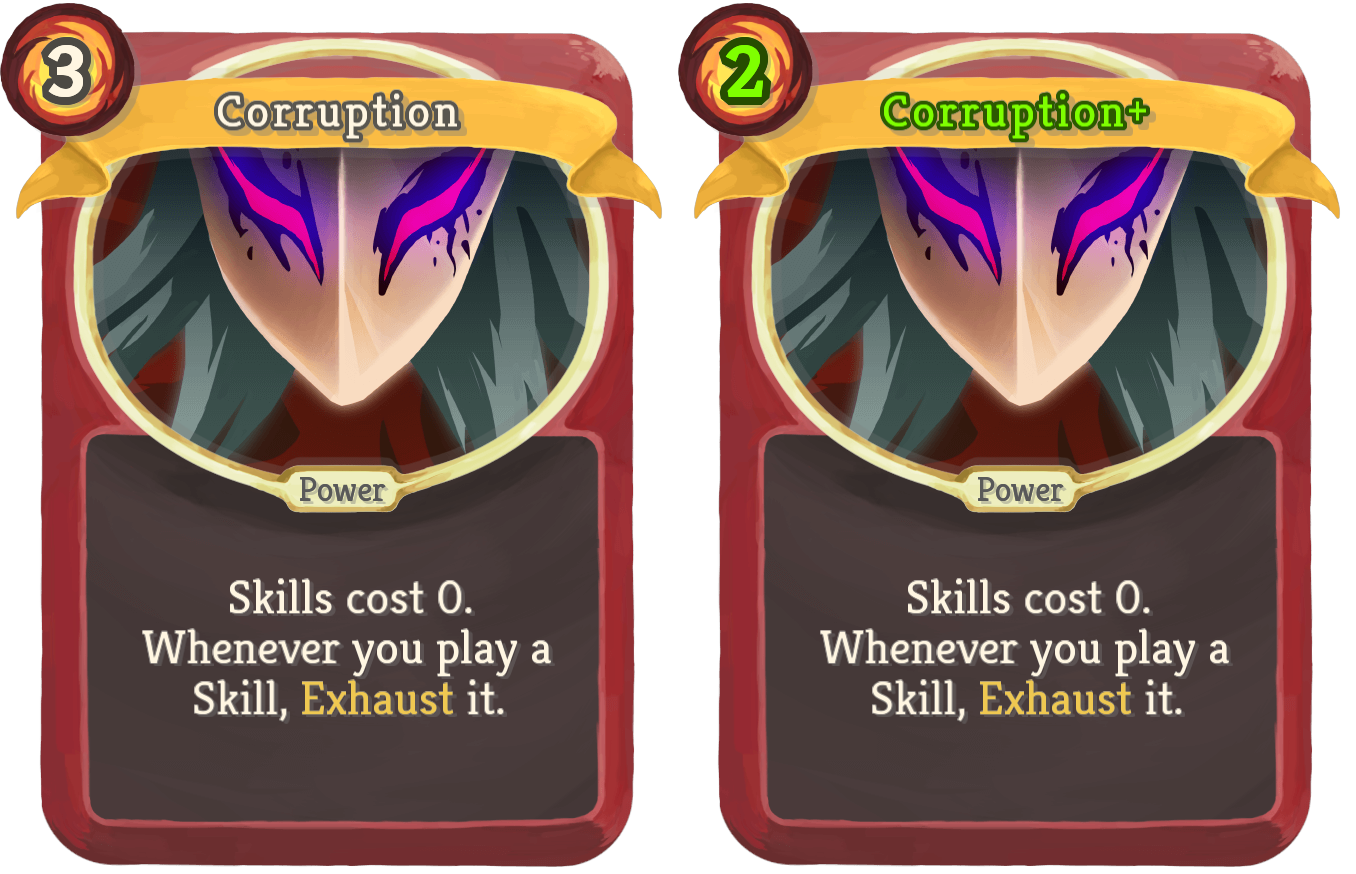 3
Corruption
Power
Skills cost 0.
Whenever you play a
Skill, Exhaust it.
2
Corruption+
Power
Skills cost 0.
Whenever you play a
Skill, Exhaust it.